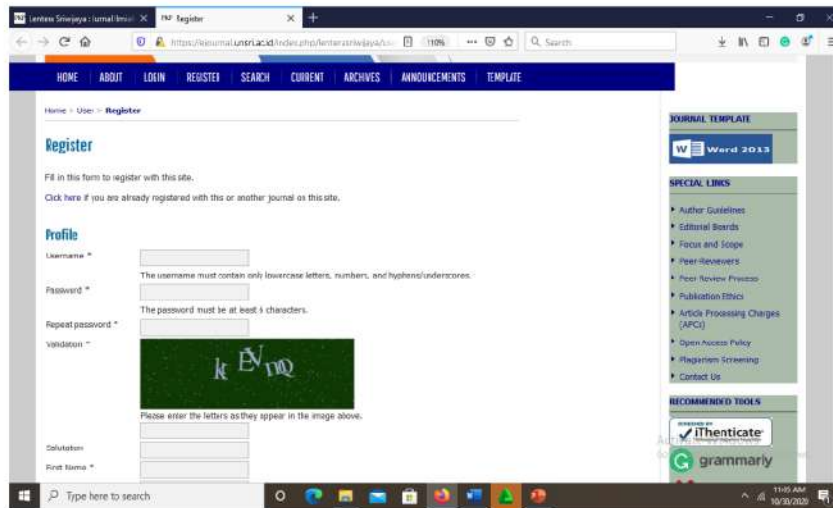 Lentera Sriwijaya : Jurnal Ilmia
Register
https://ejournal.unsri.ac.id/index.php/lenterasriwijaya/us
110%
Search
HOME ABOUT LOGIN REGISTER SEARCH CURRENT ARCHIVES ANNOUNCEMENTS TEMPLATE
Home > User > Register
Register
Fill in this form to register with this site.
Click here if you are already registered with this or another journal on this site.
Profile
Username *
The username must contain only lowercase letters, numbers, and hyphens/underscores.
Password *
The password must be at least 6 characters.
Repeat password *
Validation *
Please enter the letters as they appear in the image above.
Salutation
First Name *
JOURNAL TEMPLATE
Word 2013
SPECIAL LINKS
Author Guidelines
Editorial Boards
Focus and Scope
Peer-Reviewers
Peer Review Process
Publication Ethics
Article Processing Charges
(APCs)
Open Access Policy
Plagiarism Screening
Contact Us
RECOMMENDED TOOLS
iThenticate
grammarly
Type here to search
11:15 AM
10/30/2020